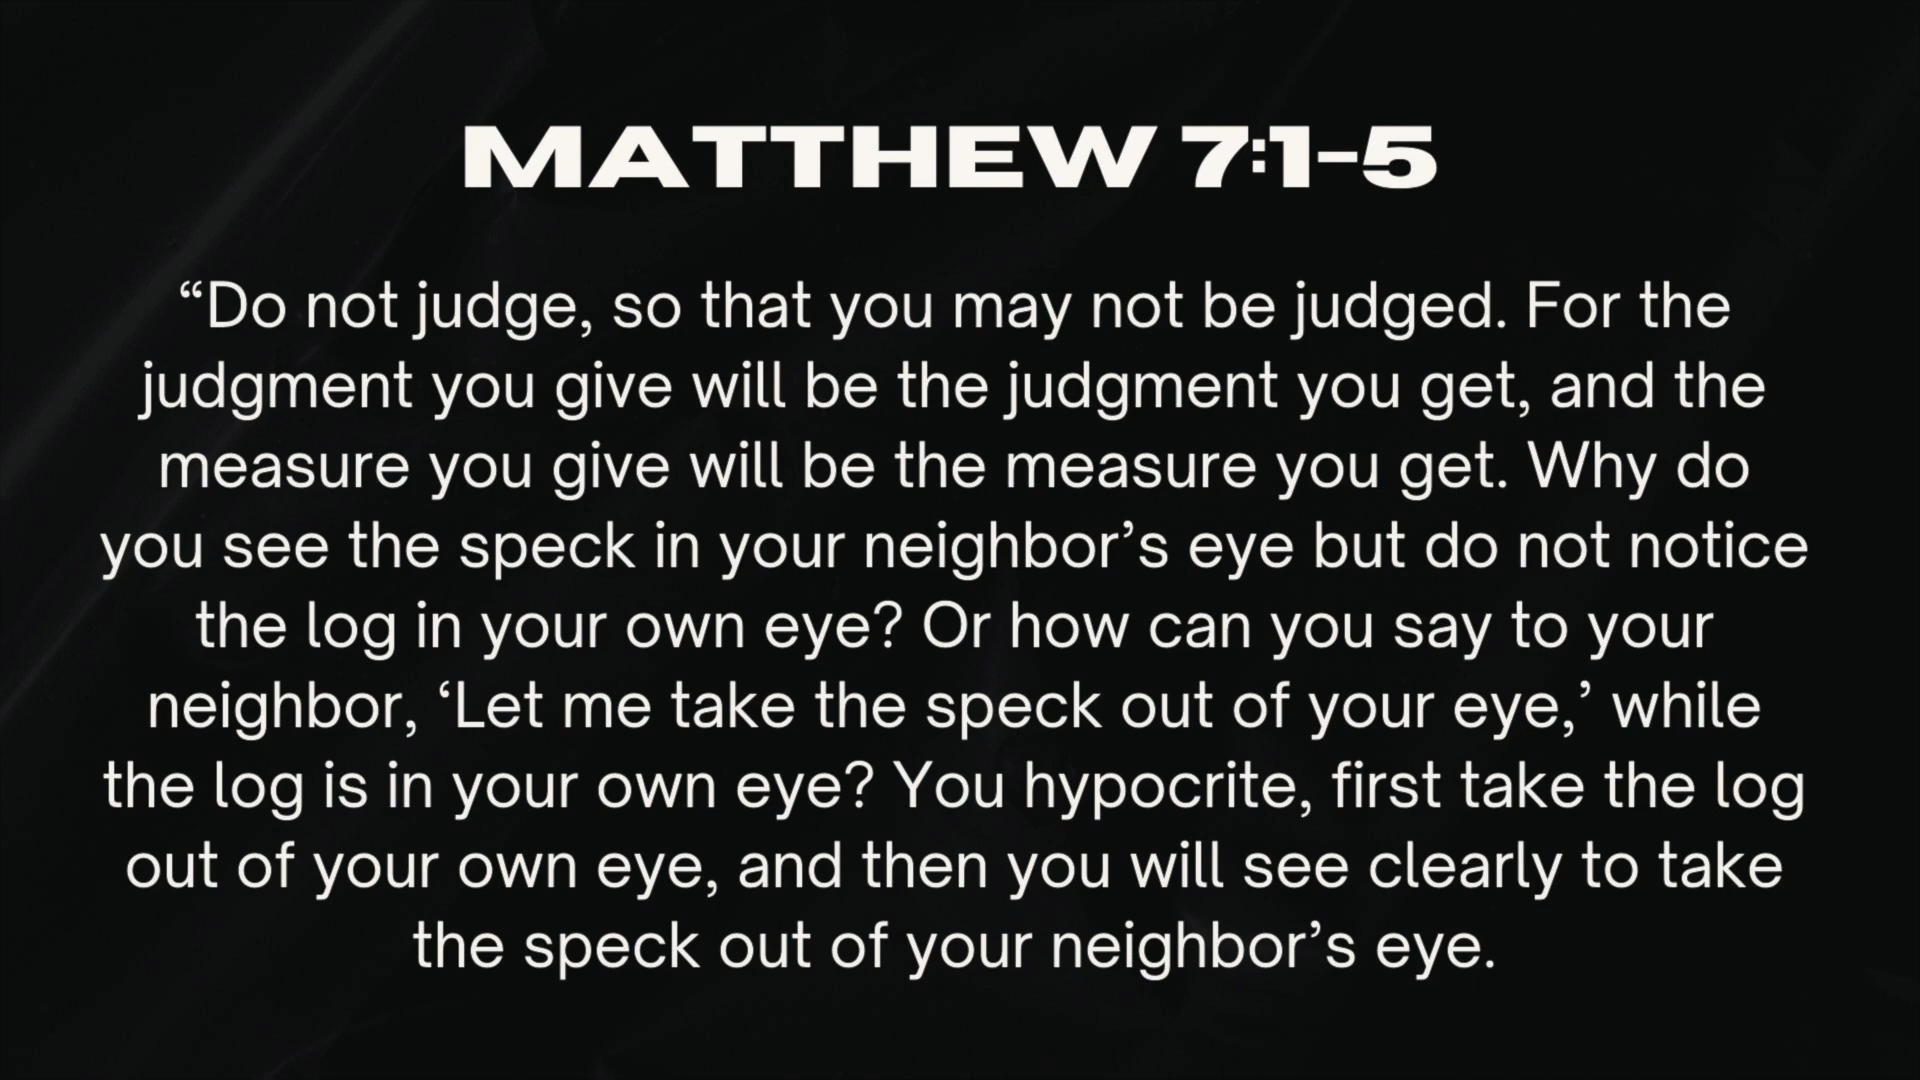 MATTHEW 7:1-5
“Do not judge, so that you may not be judged. For the
judgment you give will be the judgment you get, and the
measure you give will be the measure you get. Why do
you see the speck in your neighbor’s eye but do not notice
the log in your own eye? Or how can you say to your
neighbor, ‘Let me take the speck out of your eye,’ while
the log is in your own eye? You hypocrite, first take the log
out of your own eye, and then you will see clearly to take
the speck out of your neighbor’s eye.